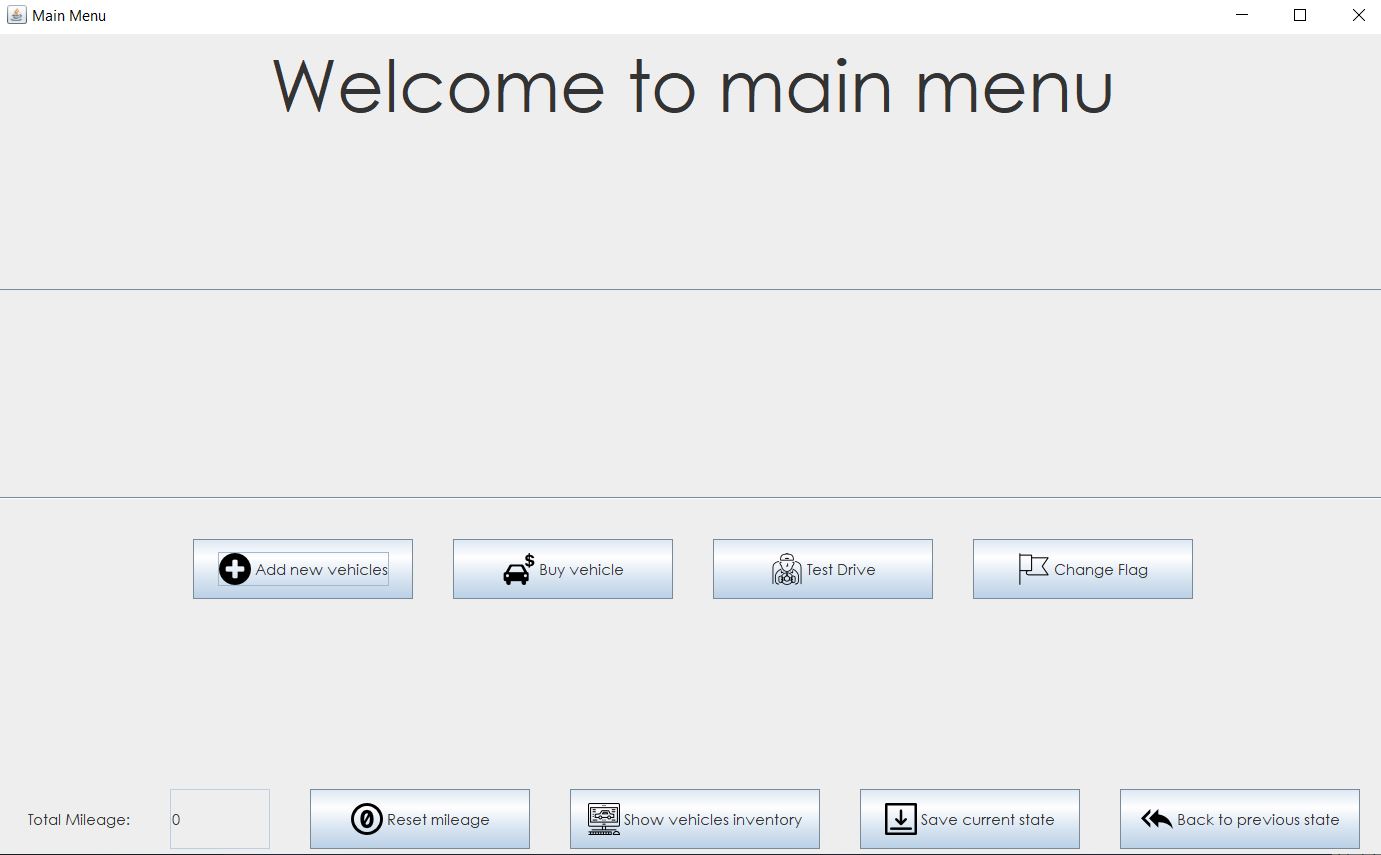 Main Menu
Welcome to main menu
Add new vehicles
Buy vehicle
Test Drive
Change Flag
Total Mileage:
0
Reset mileage
Show vehicles inventory
Save current state
Back to previous state